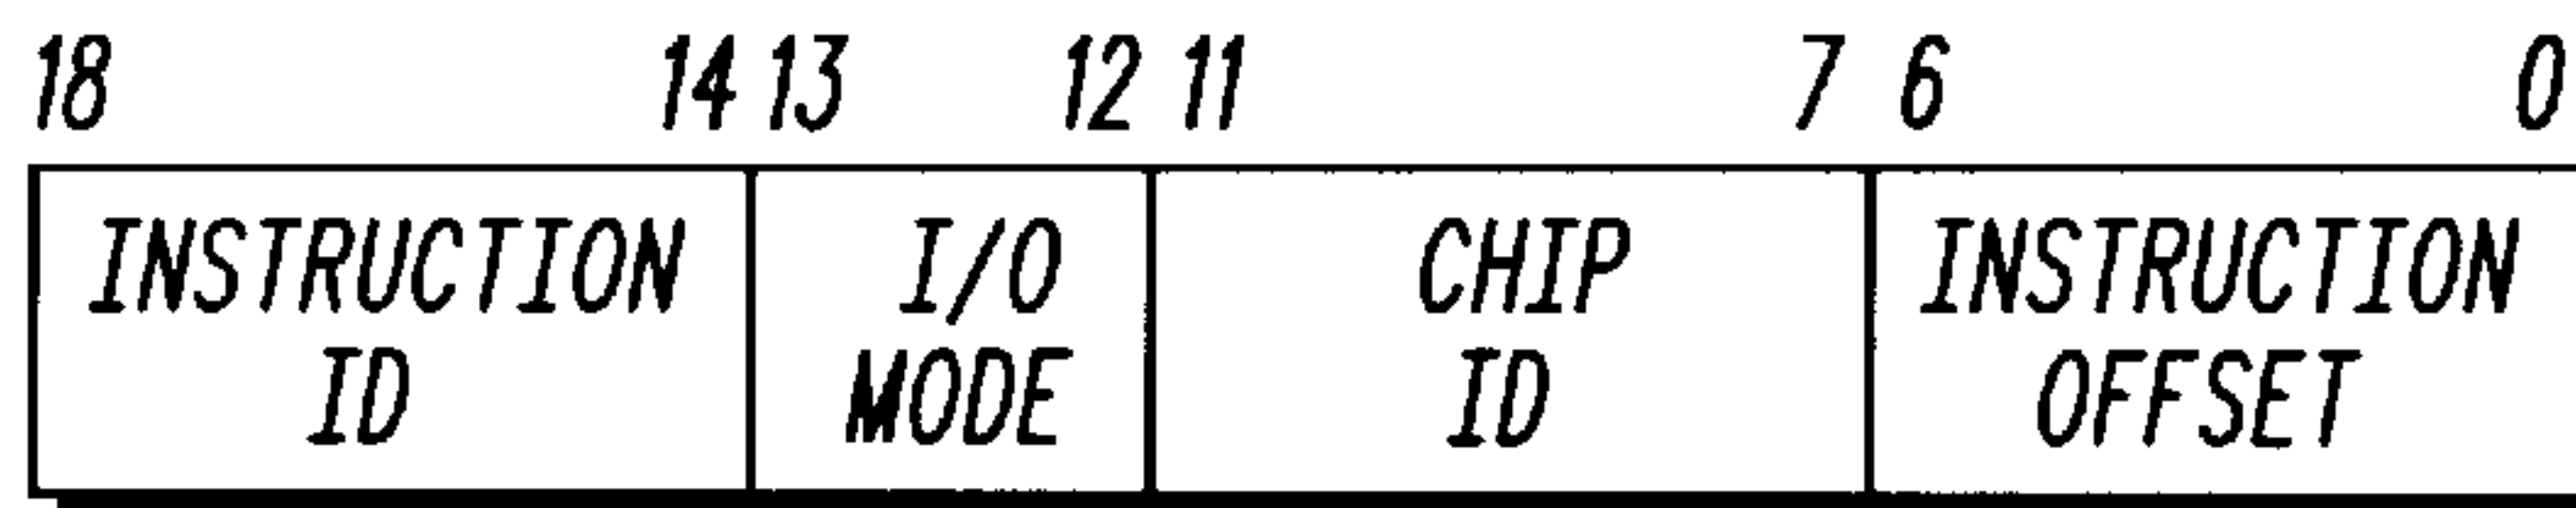 18 14 13 12 11 7 6 0
INSTRUCTION I/O CHIP INSTRUCTION
ID MODE ID OFFSET